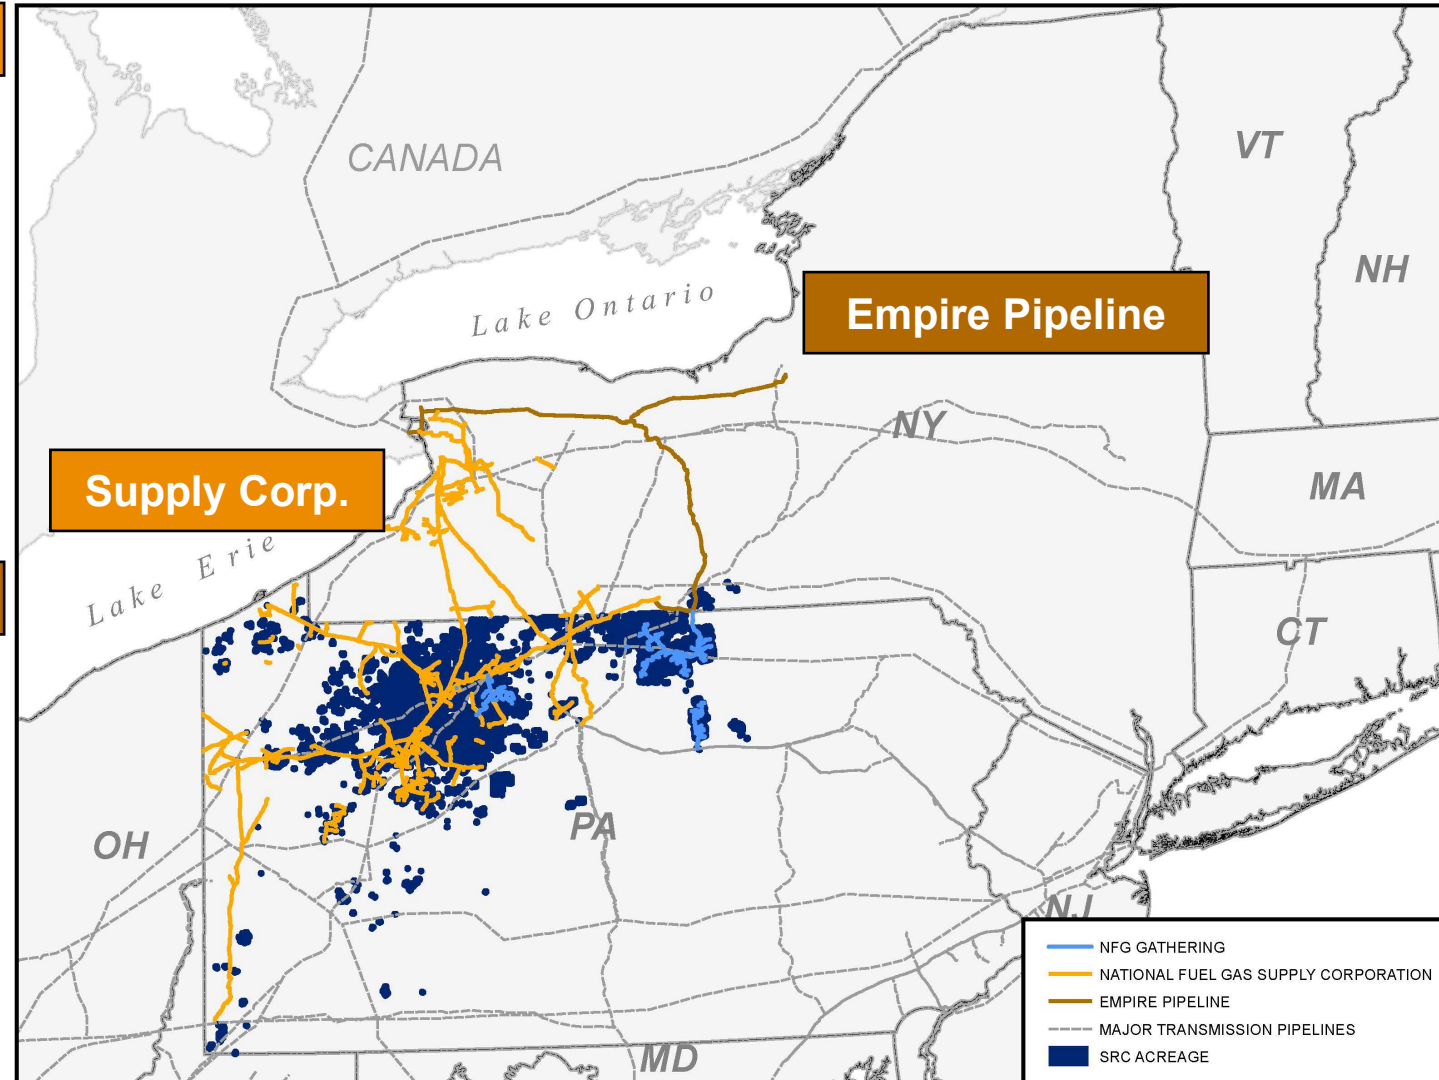 CANADA
VT
NH
Lake Ontario
Empire Pipeline
NY
Supply Corp.
MA
Lake Erie
CT
OH
PA
NJ
NFG GATHERING
NATIONAL FUEL GAS SUPPLY CORPORATION
EMPIRE PIPELINE
MAJOR TRANSMISSION PIPELINES
SRC ACREAGE
MD